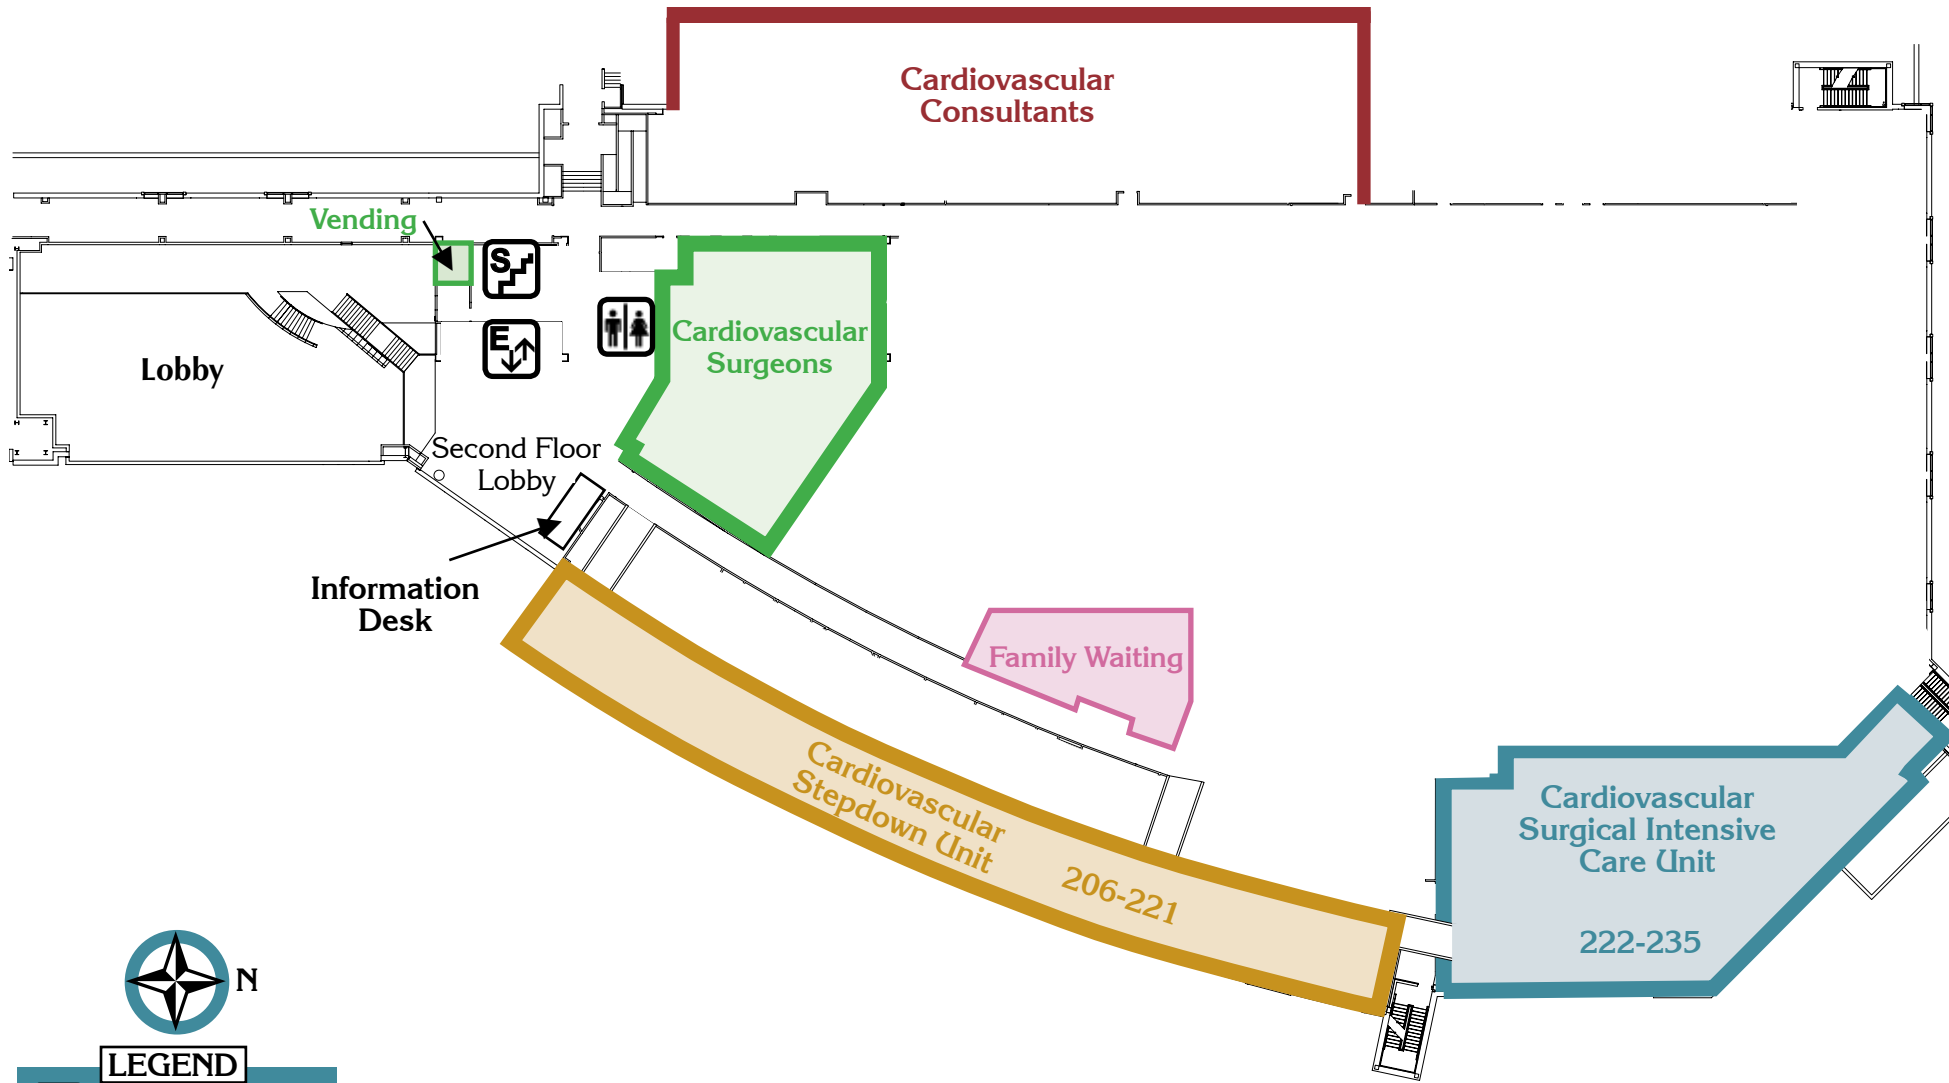 Cardiovascular
Consultants
Vending
S
E
Cardiovascular
Surgeons
Lobby
Second Floor
Lobby
Information
Desk
Family Waiting
Cardiovascular
Stepdown Unit
206-221
Cardiovascular
Surgical Intensive
Care Unit
222-235
N
LEGEND